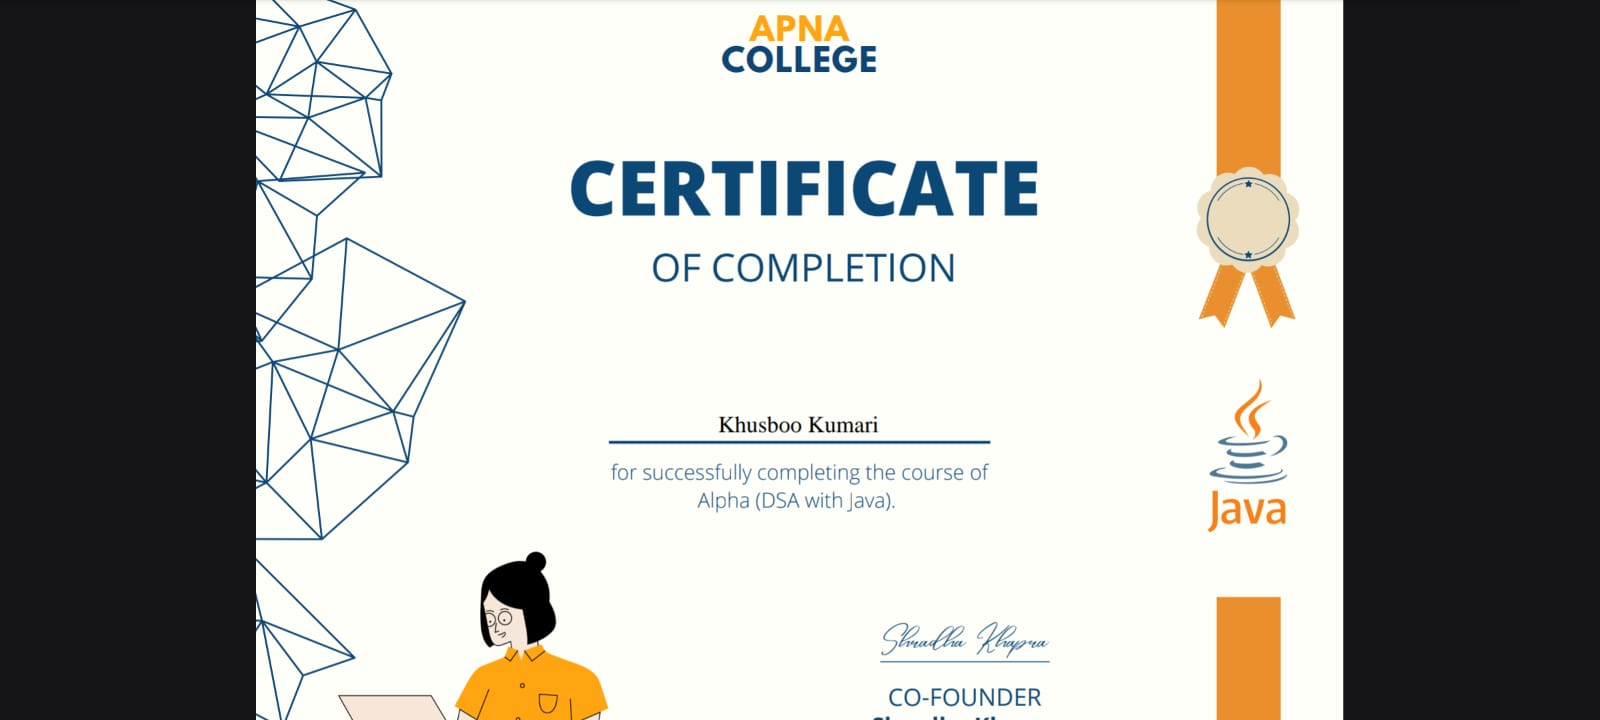 APNA
COLLEGE
CERTIFICATE
OF COMPLETION
Khusboo Kumari
for successfully completing the course of
Alpha (DSA with Java).
Java
Shradha Khapra
CO-FOUNDER